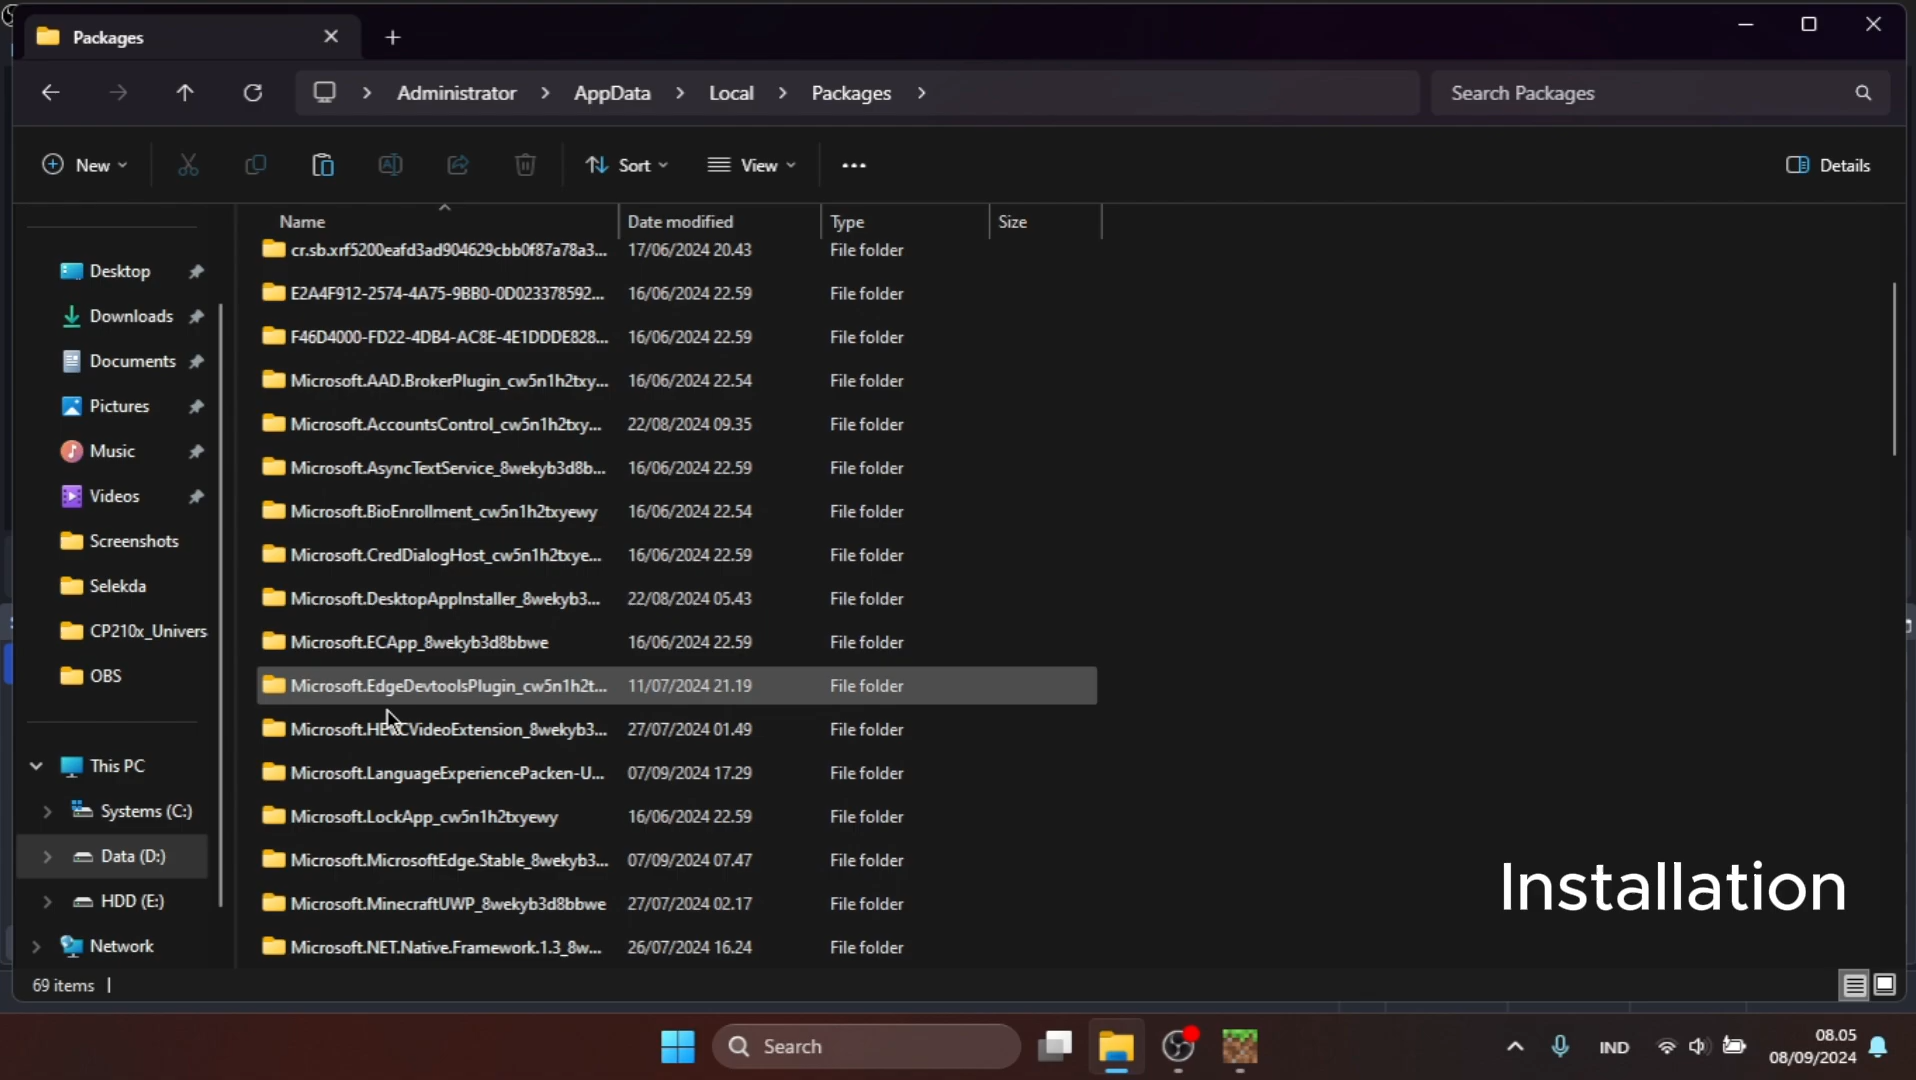 Packages
Administrator AppData Local Packages
Search Packages
New
Sort
View
Details
Name Date modified Type Size
cr.sb.xrf5200eafd3ad904629cbb0f87a78a3... 17/06/2024 20.43 File folder
E2A4F912-2574-4A75-9BB0-0D023378592... 16/06/2024 22.59 File folder
F46D4000-FD22-4DB4-AC8E-4E1DDDE828... 16/06/2024 22.59 File folder
Microsoft.AAD.BrokerPlugin_cw5n1h2txy... 16/06/2024 22.54 File folder
Microsoft.AccountsControl_cw5n1h2txy... 22/08/2024 09.35 File folder
Microsoft.AsyncTextService_8wekyb3d8b... 16/06/2024 22.59 File folder
Microsoft.BioEnrollment_cw5n1h2txyewy 16/06/2024 22.54 File folder
Microsoft.CredDialogHost_cw5n1h2txye... 16/06/2024 22.59 File folder
Microsoft.DesktopAppInstaller_8wekyb3... 22/08/2024 05.43 File folder
Microsoft.ECApp_8wekyb3d8bbwe 16/06/2024 22.59 File folder
Microsoft.EdgeDevtoolsPlugin_cw5n1h2t... 11/07/2024 21.19 File folder
Microsoft.HEVCVideoExtension_8wekyb3... 27/07/2024 01.49 File folder
Microsoft.LanguageExperiencePacken-U... 07/09/2024 17.29 File folder
Microsoft.LockApp_cw5n1h2txyewy 16/06/2024 22.59 File folder
Microsoft.MicrosoftEdge.Stable_8wekyb3... 07/09/2024 07.47 File folder
Microsoft.MinecraftUWP_8wekyb3d8bbwe 27/07/2024 02.17 File folder
Microsoft.NET.Native.Framework.1.3_8w... 26/07/2024 16.24 File folder
Desktop
Downloads
Documents
Pictures
Music
Videos
Screenshots
Selekda
CP210x_Univers
OBS
This PC
Systems (C:)
Data (D:)
HDD (E:)
Network
Installation
69 items
Search
IND
08.05
08/09/2024